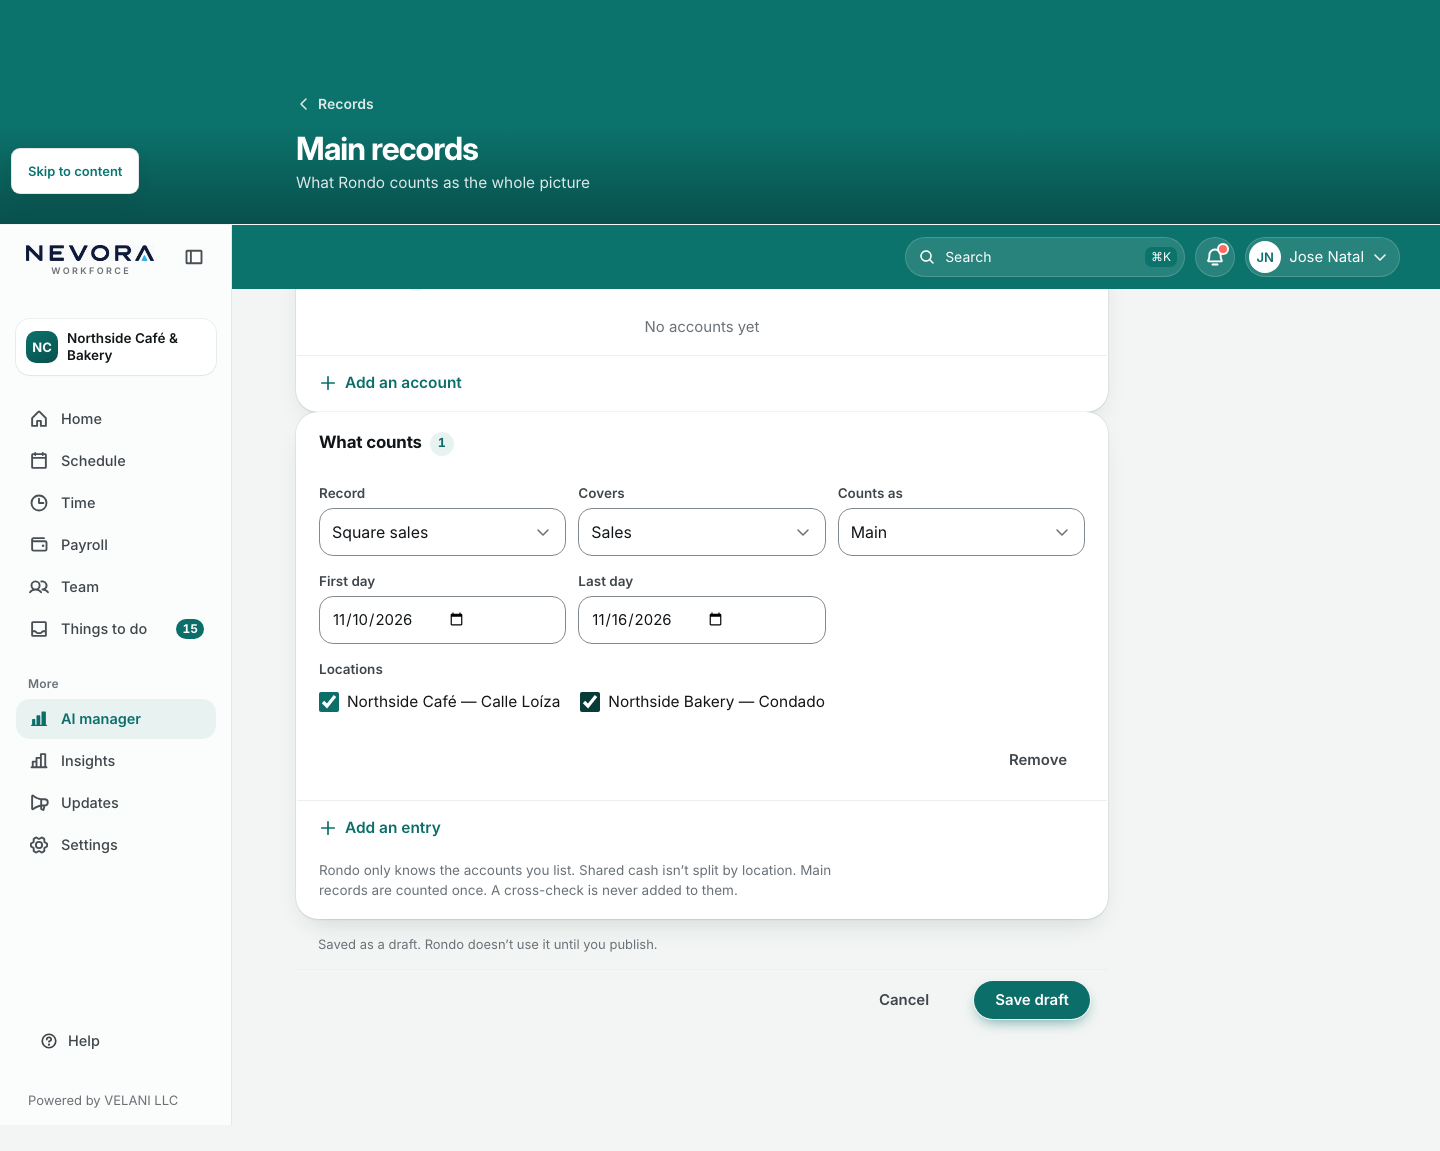 Records
Main records
What Rondo counts as the whole picture
Skip to content
NEVORA
WORKFORCE
Search
⌘K
JN
Jose Natal
NC
Northside Café &
Bakery
Home
Schedule
Time
Payroll
Team
Things to do
15
More
AI manager
Insights
Updates
Settings
Help
Powered by VELANI LLC
No accounts yet
Add an account
What counts
1
Record
Covers
Counts as
Square sales
Sales
Main
First day
Last day
11/10/2026
11/16/2026
Locations
Northside Café — Calle Loíza
Northside Bakery — Condado
Remove
Add an entry
Rondo only knows the accounts you list. Shared cash isn’t split by location. Main
records are counted once. A cross-check is never added to them.
Saved as a draft. Rondo doesn’t use it until you publish.
Cancel
Save draft